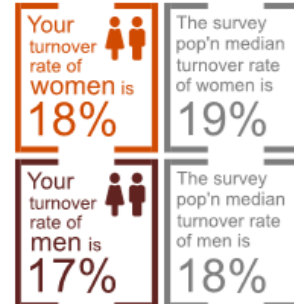 Your
turnover
rate of
women is
18%
The survey
pop'n median
turnover rate
of women is
19%
Your
turnover
rate of
men is
17%
The survey
pop'n median
turnover rate
of men is
18%